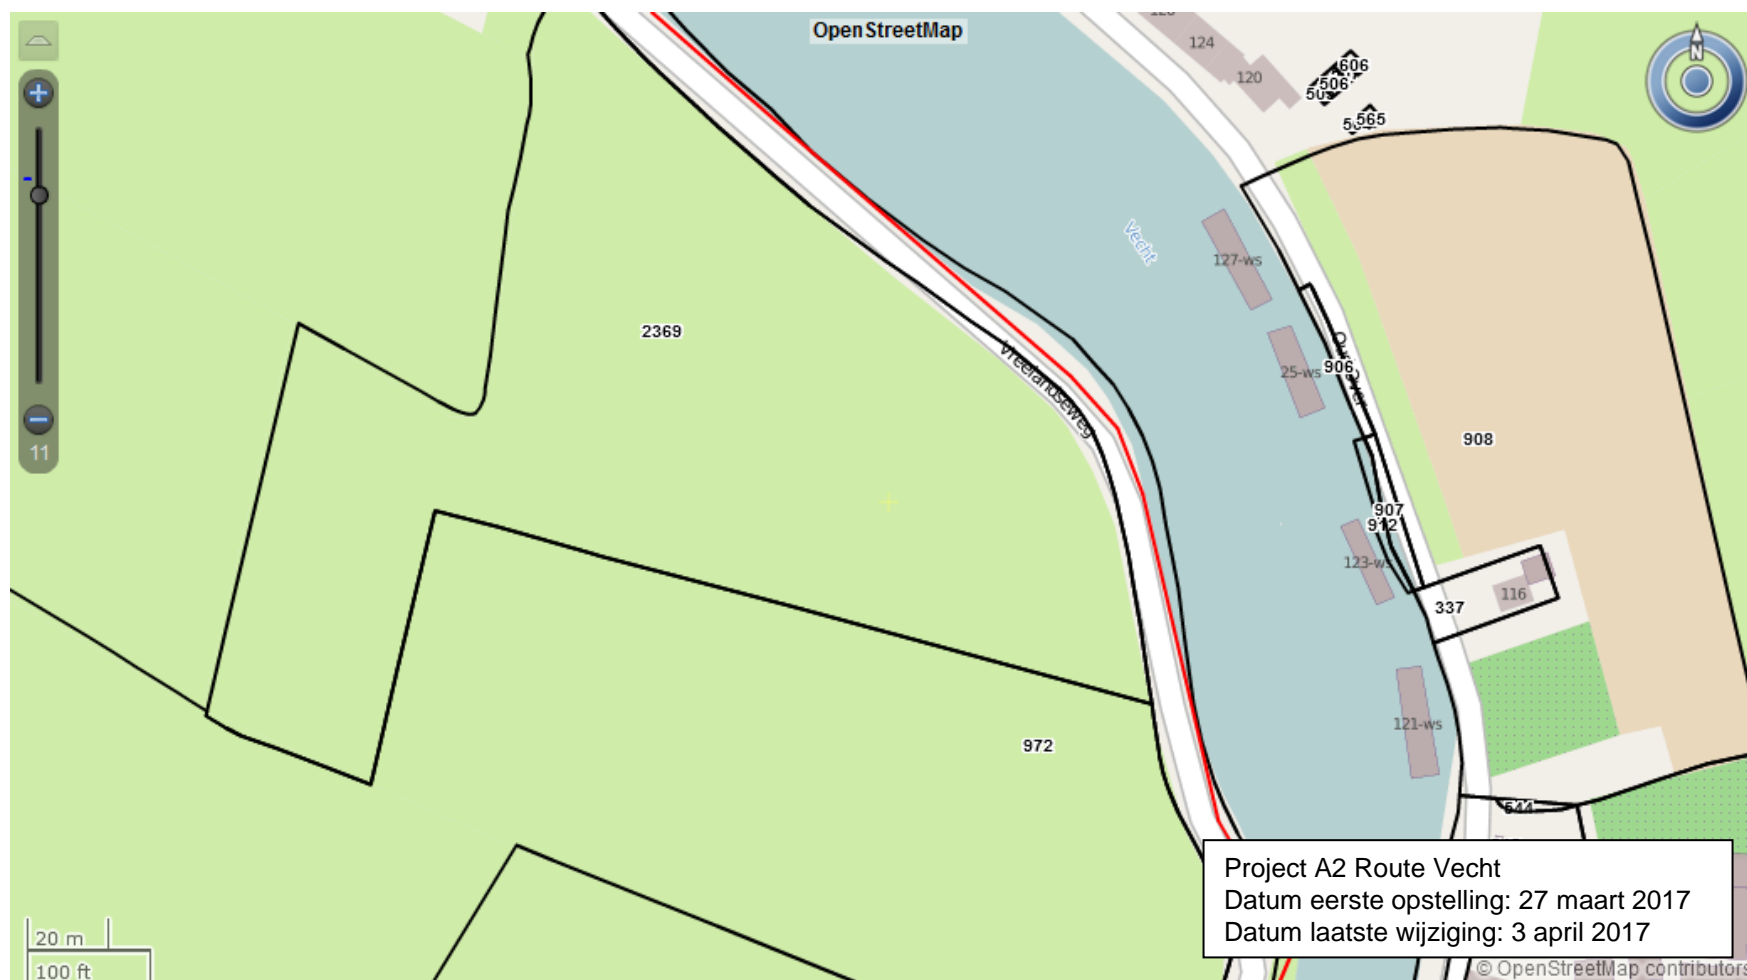 OpenStreetMap
N
124
120
606
506
565
Vecht
127-ws
2369
Vreelandseweg
25-ws
906
908
907
912
123-ws
116
337
121-ws
972
544
11
20 m
100 ft
Project A2 Route Vecht
Datum eerste opstelling: 27 maart 2017
Datum laatste wijziging: 3 april 2017
© OpenStreetMap contributors